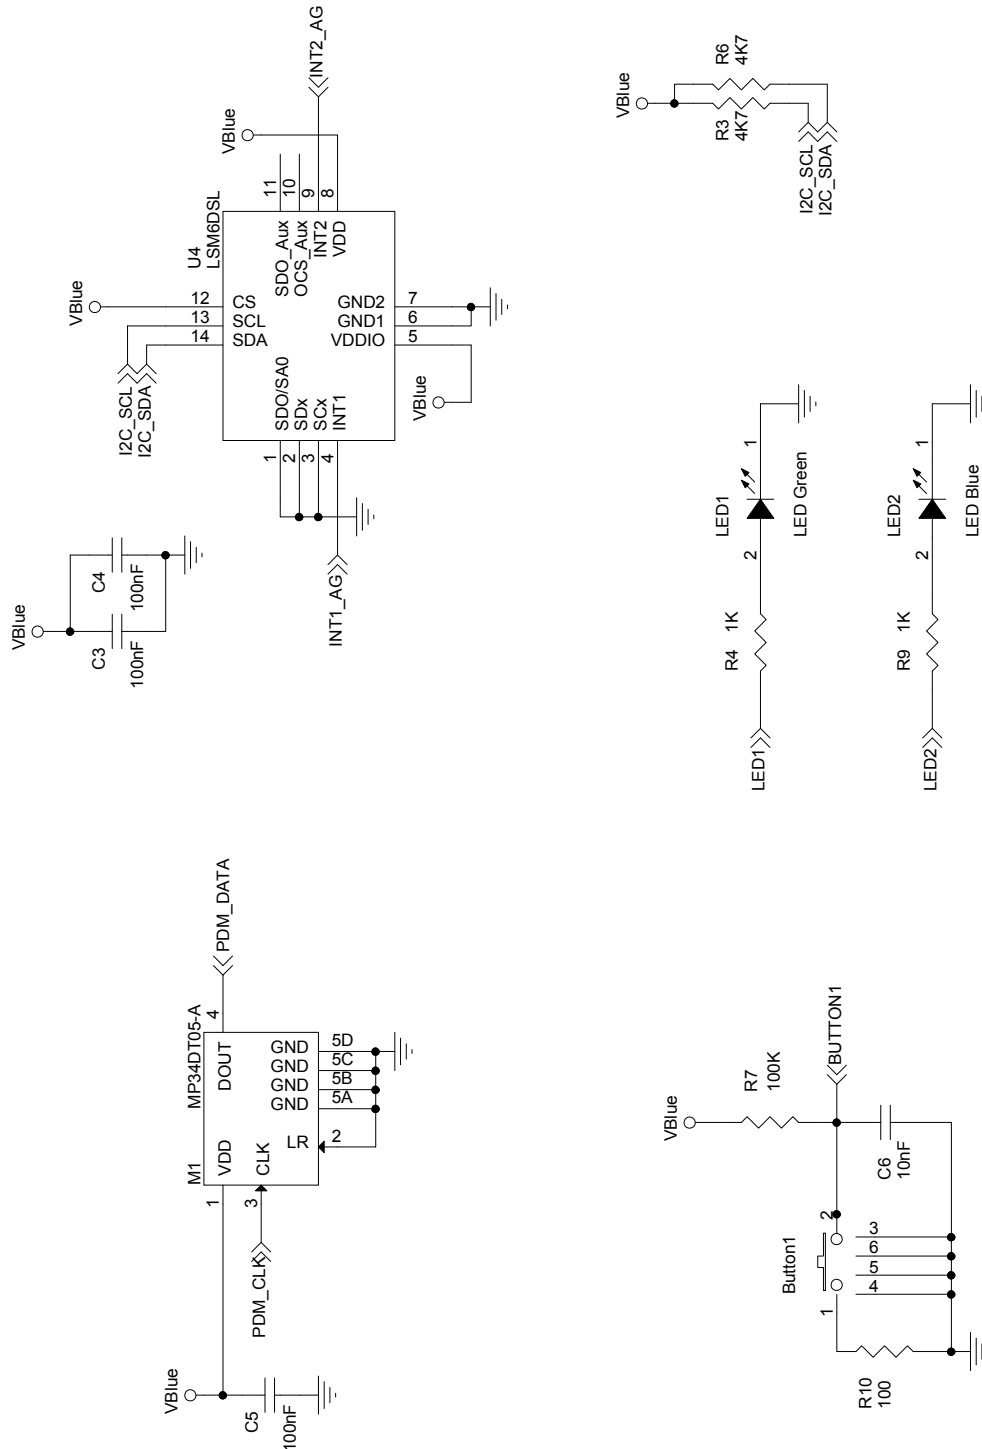 VBlue
C3
100nF
C4
100nF
I2C_SCL
I2C_SDA
VBlue
12
13
14
CS
SCL
SDA
U4
LSM6DSL
SDO_Aux
OCS_Aux
INT2
VDD
11
10
9
8
VBlue
INT2_AG
GND2
GND1
VDDIO
7
6
5
VBlue
SDO/SA0
SDx
SCx
INT1
1
2
3
4
INT1_AG
VBlue
R6
4K7
R3
4K7
I2C_SCL
I2C_SDA
VBlue
C5
100nF
M1
MP34DT05-A
1
VDD
DOUT
4
PDM_DATA
PDM_CLK
3
CLK
LR
2
GND
5A
GND
5B
GND
5C
GND
5D
LED1
R4
1K
2
LED1
LED Green
1
LED2
R9
1K
2
LED2
LED Blue
1
VBlue
R7
100K
BUTTON1
C6
10nF
Button1
1
2
3
6
5
4
R10
100